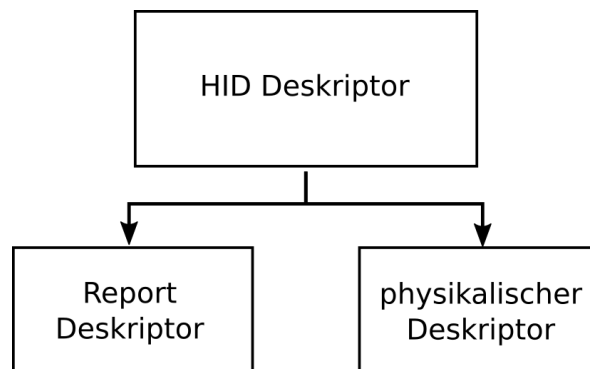 HID Deskriptor
Report
Deskriptor
physikalischer
Deskriptor